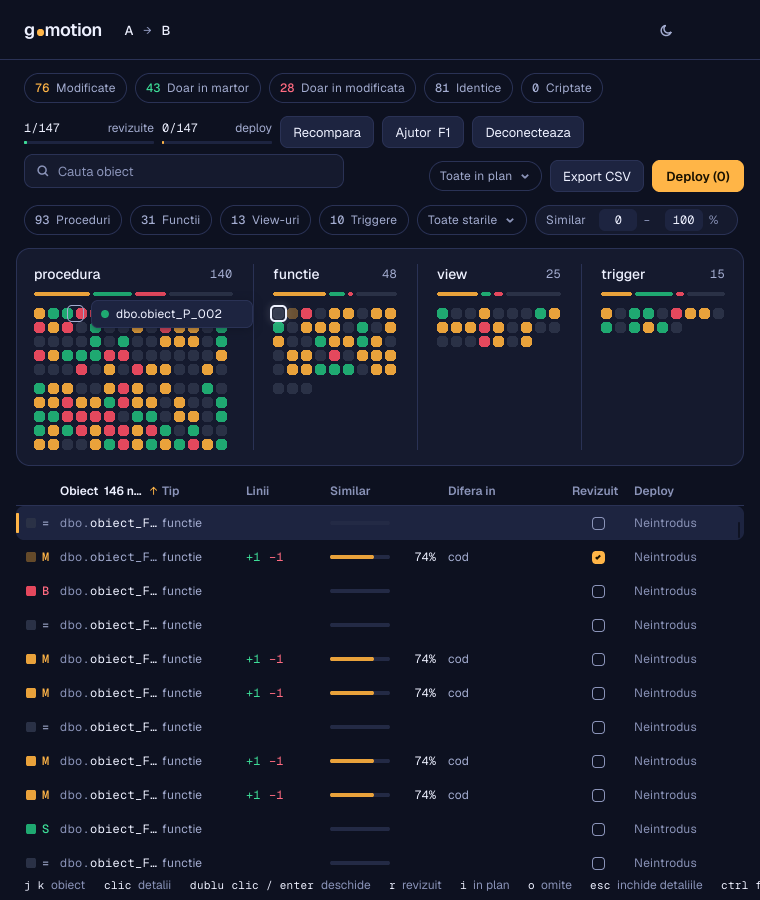 gomotion A → B
76 Modificate 43 Doar in martor 28 Doar in modificata 81 Identice 0 Criptate
1/147 revizuite 0/147 deploy Recompara Ajutor F1 Deconecteaza
Cauta obiect Toate in plan Export CSV Deploy (0)
93 Proceduri 31 Functii 13 View-uri 10 Triggere Toate starile Similar 0 – 100 %
procedura 140 functie 48 view 25 trigger 15
dbo.obiect_P_002
Obiect 146 n… ↑ Tip Linii Similar Difera in Revizuit Deploy
= dbo.obiect_F… functie Neintrodus
M dbo.obiect_F… functie +1 −1 74% cod Neintrodus
B dbo.obiect_F… functie Neintrodus
= dbo.obiect_F… functie Neintrodus
M dbo.obiect_F… functie +1 −1 74% cod Neintrodus
M dbo.obiect_F… functie +1 −1 74% cod Neintrodus
= dbo.obiect_F… functie Neintrodus
M dbo.obiect_F… functie +1 −1 74% cod Neintrodus
M dbo.obiect_F… functie +1 −1 74% cod Neintrodus
S dbo.obiect_F… functie Neintrodus
= dbo.obiect_F… functie Neintrodus
j k obiect clic detalii dublu clic / enter deschide r revizuit i in plan o omite esc inchide detaliile ctrl f